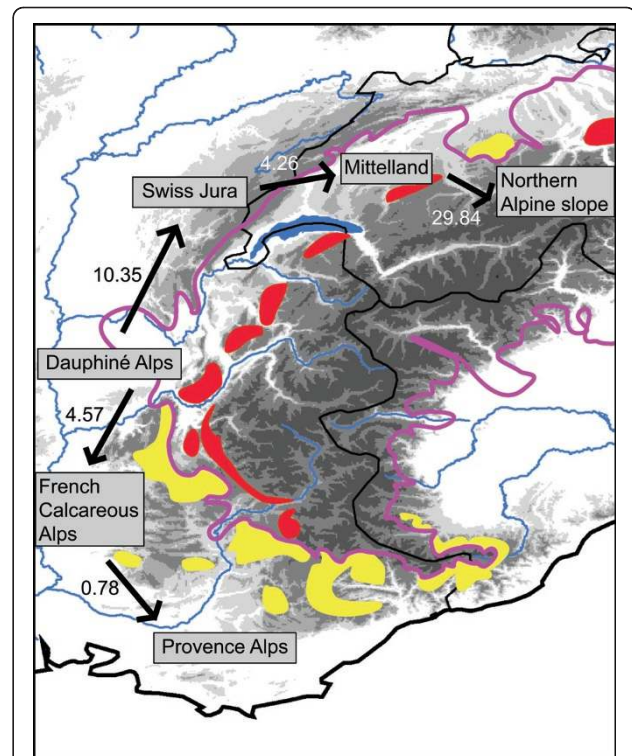 4.26
Mittelland
Swiss Jura
Northern
Alpine slope
29.84
10.35
Dauphiné Alps
4.57
French
Calcareous
Alps
0.78
Provence Alps